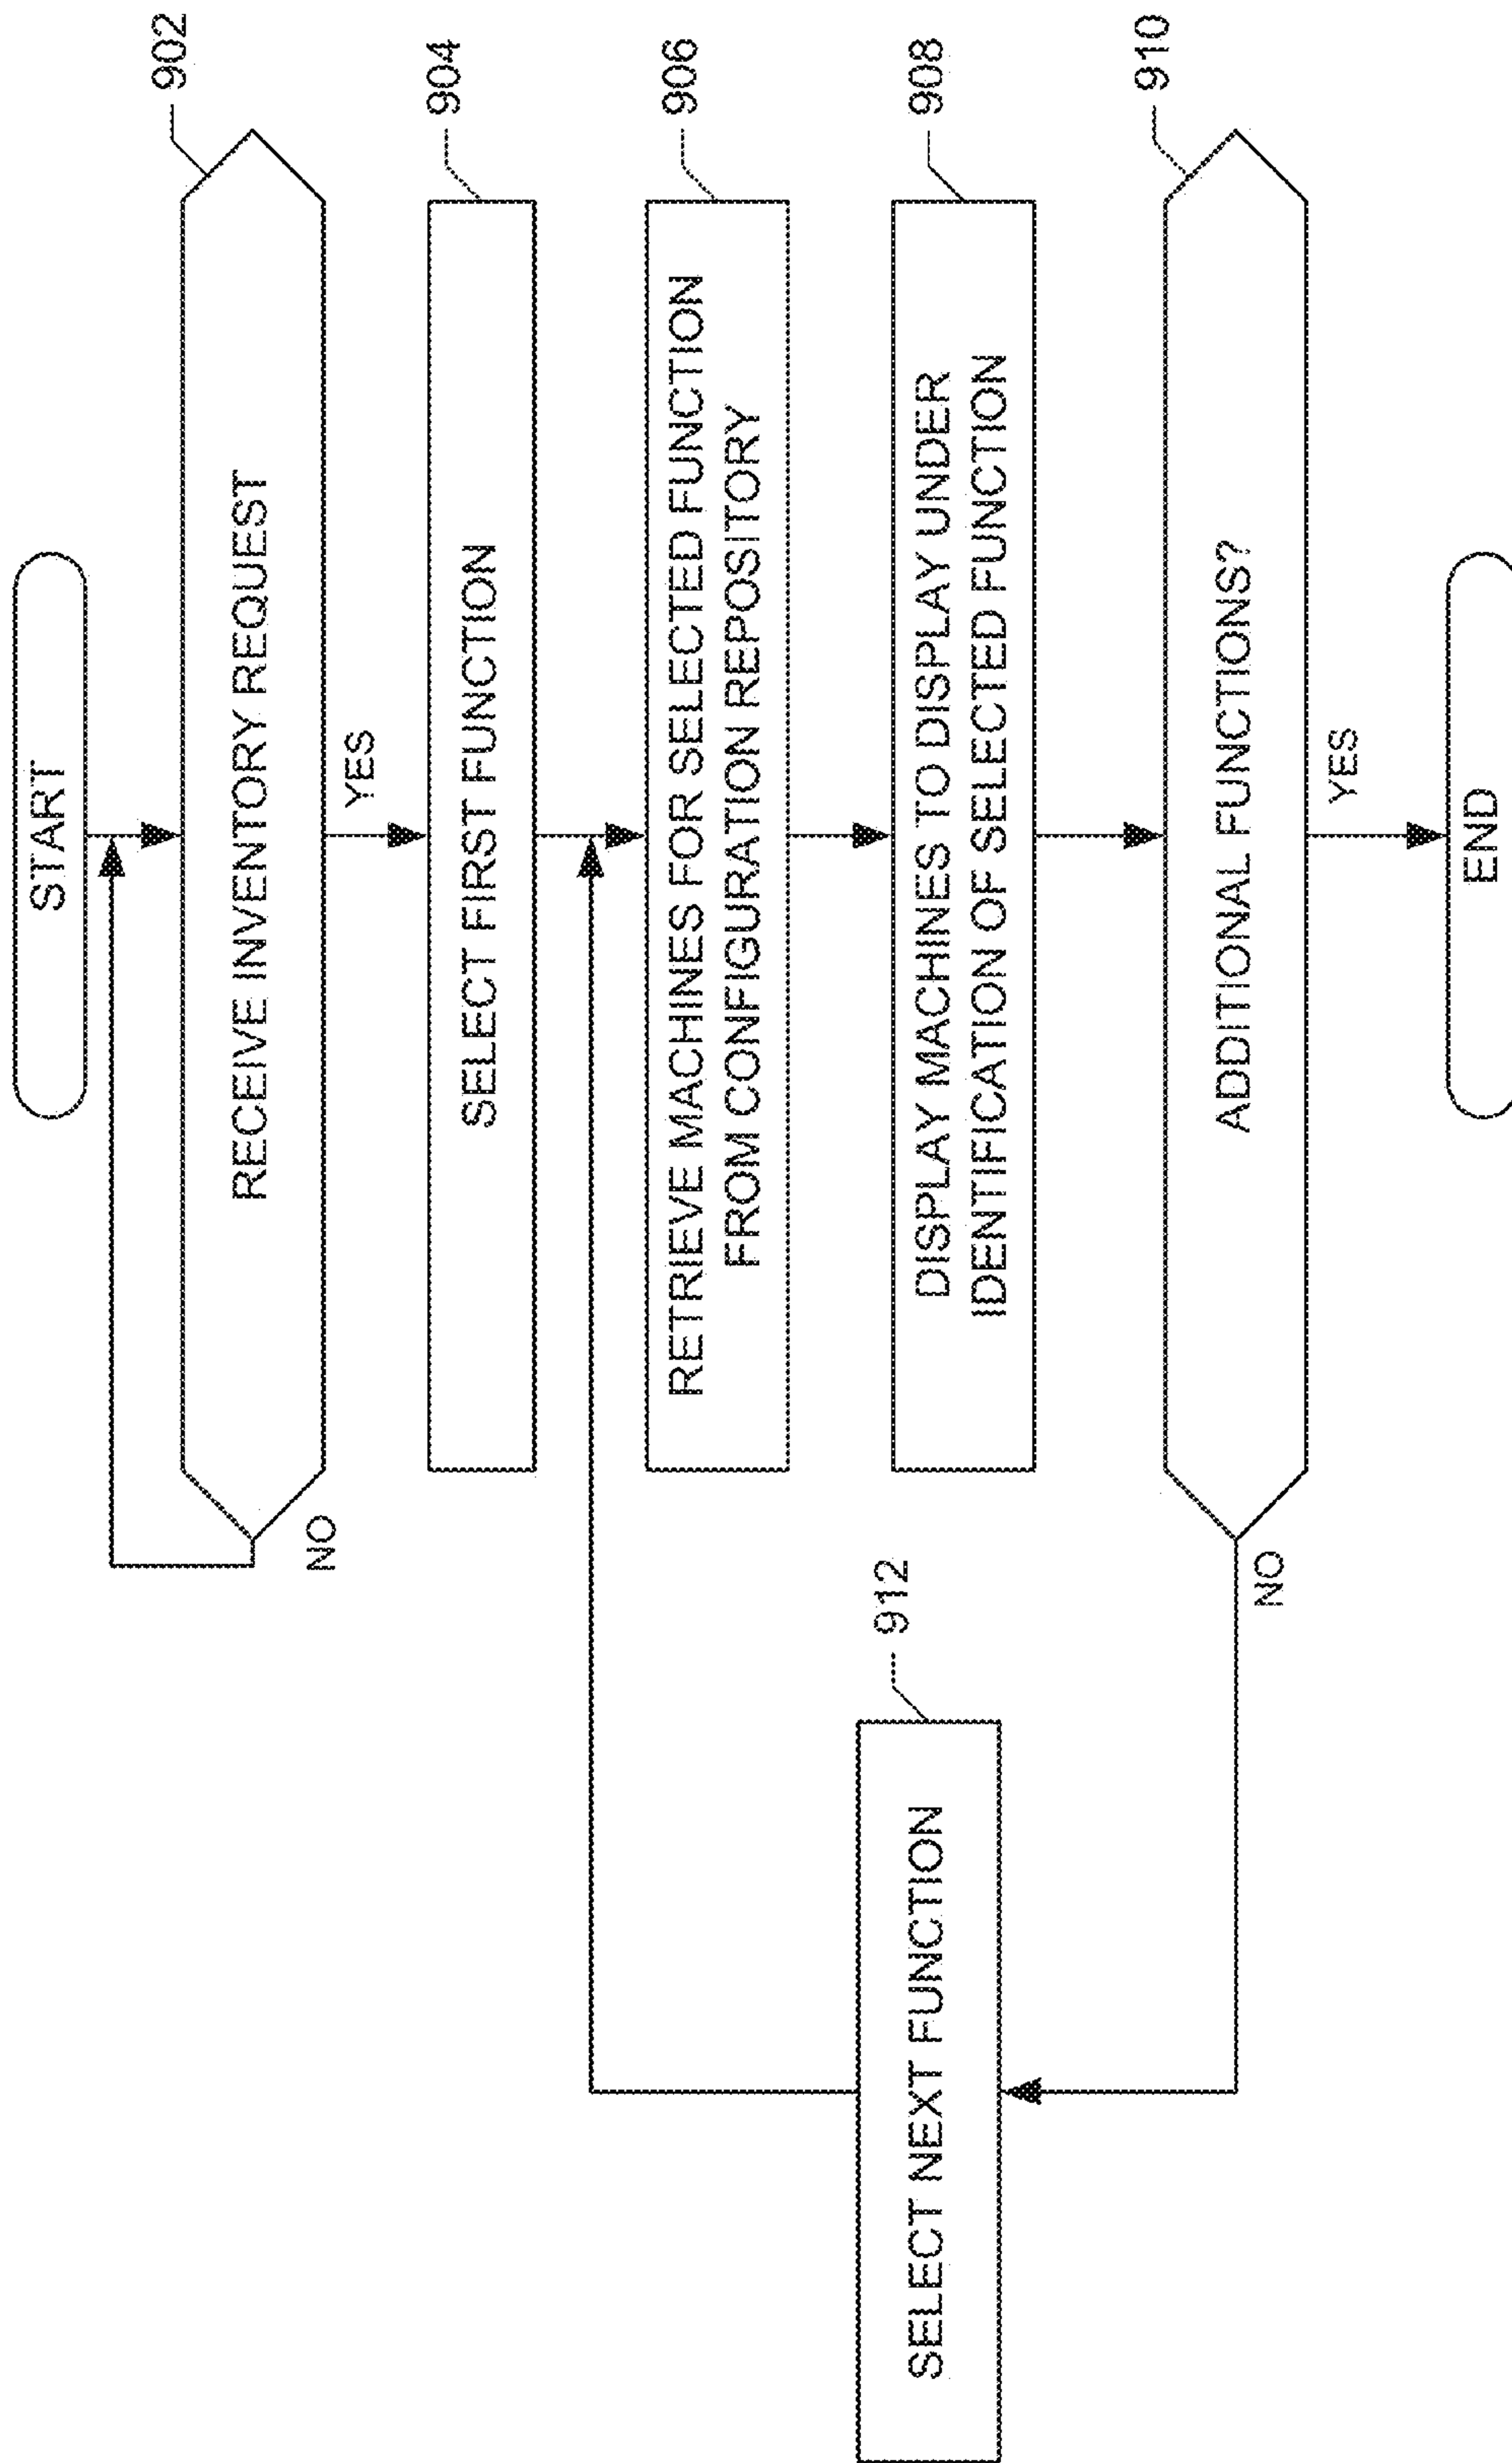 START
RECEIVE INVENTORY REQUEST
902
NO
YES
SELECT FIRST FUNCTION
904
RETRIEVE MACHINES FOR SELECTED FUNCTION
FROM CONFIGURATION REPOSITORY
906
DISPLAY MACHINES TO DISPLAY UNDER
IDENTIFICATION OF SELECTED FUNCTION
908
SELECT NEXT FUNCTION
912
ADDITIONAL FUNCTIONS?
910
NO
YES
END